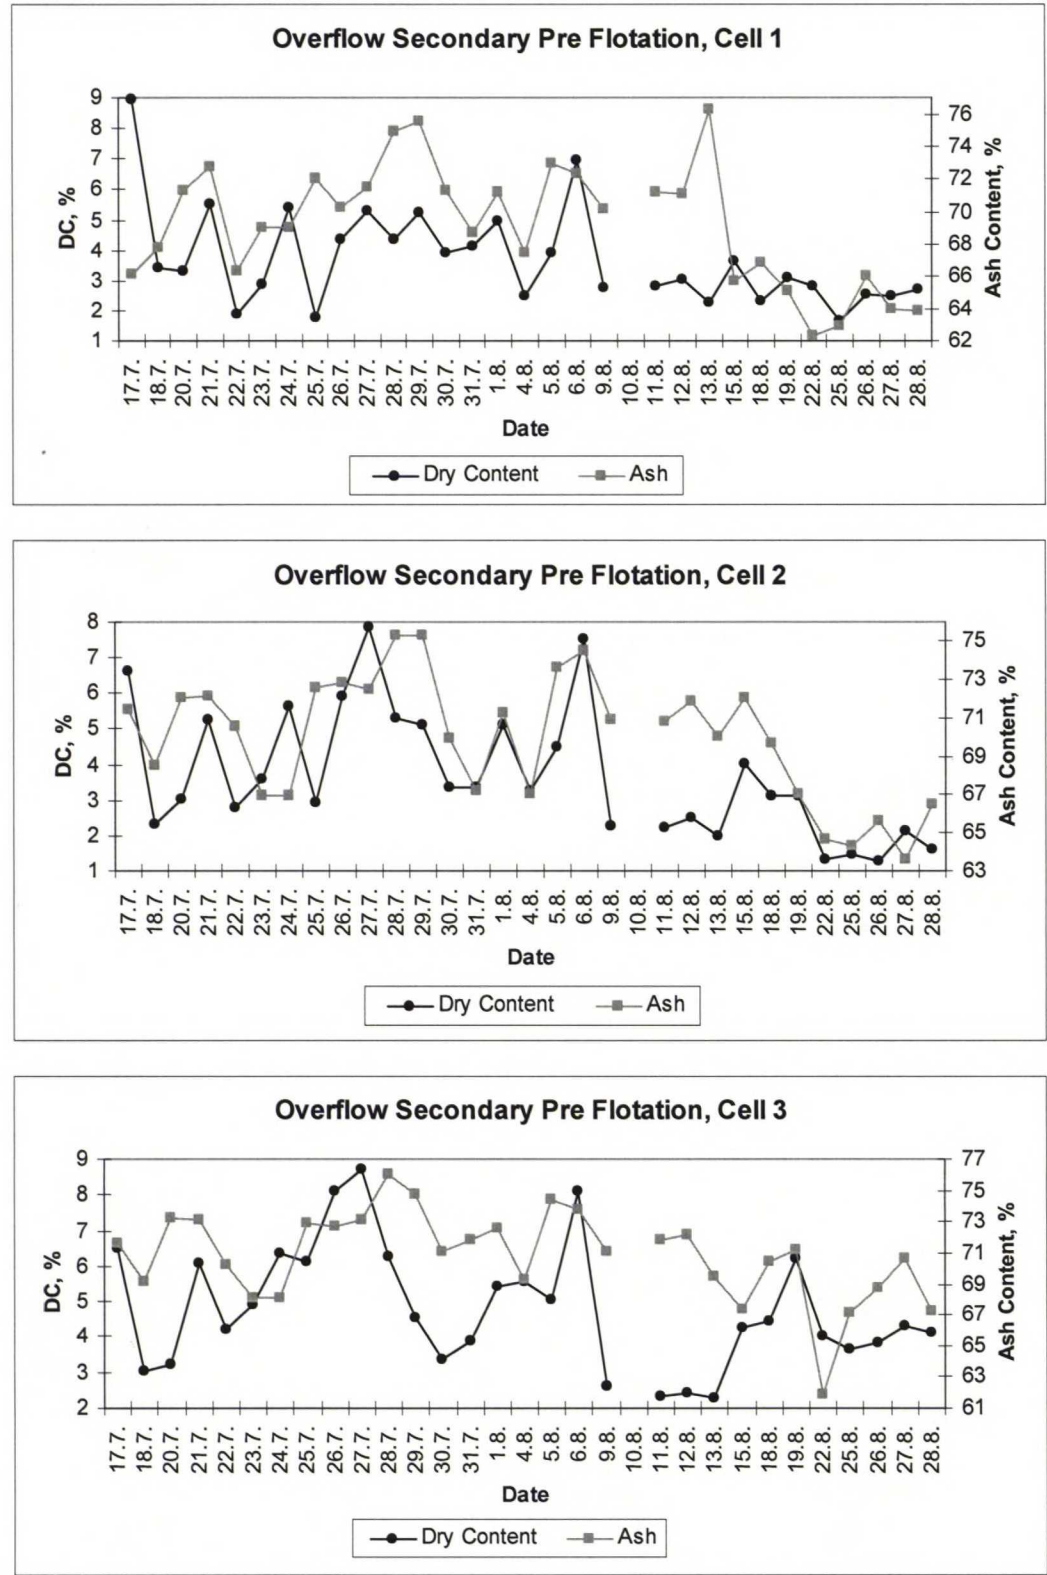 Overflow Secondary Pre Flotation, Cell 1
9
8
7
6
5
4
3
2
1
DC, %
76
74
72
70
68
66
64
62
Ash Content, %
17.7. 18.7. 20.7. 21.7. 22.7. 23.7. 24.7. 25.7. 26.7. 27.7. 28.7. 29.7. 30.7. 31.7. 1.8. 4.8. 5.8. 6.8. 9.8. 10.8. 11.8. 12.8. 13.8. 15.8. 18.8. 19.8. 22.8. 25.8. 26.8. 27.8. 28.8.
Date
Dry Content Ash
Overflow Secondary Pre Flotation, Cell 2
8
7
6
5
4
3
2
1
DC, %
75
73
71
69
67
65
63
Ash Content, %
17.7. 18.7. 20.7. 21.7. 22.7. 23.7. 24.7. 25.7. 26.7. 27.7. 28.7. 29.7. 30.7. 31.7. 1.8. 4.8. 5.8. 6.8. 9.8. 10.8. 11.8. 12.8. 13.8. 15.8. 18.8. 19.8. 22.8. 25.8. 26.8. 27.8. 28.8.
Date
Dry Content Ash
Overflow Secondary Pre Flotation, Cell 3
9
8
7
6
5
4
3
2
DC, %
77
75
73
71
69
67
65
63
61
Ash Content, %
17.7. 18.7. 20.7. 21.7. 22.7. 23.7. 24.7. 25.7. 26.7. 27.7. 28.7. 29.7. 30.7. 31.7. 1.8. 4.8. 5.8. 6.8. 9.8. 10.8. 11.8. 12.8. 13.8. 15.8. 18.8. 19.8. 22.8. 25.8. 26.8. 27.8. 28.8.
Date
Dry Content Ash